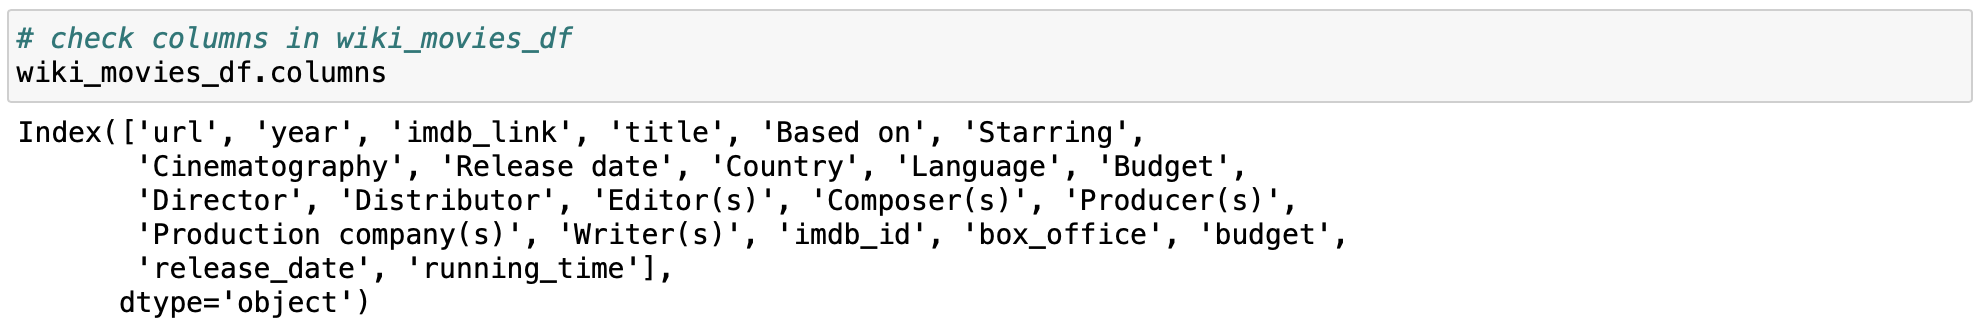 # check columns in wiki_movies_df
wiki_movies_df.columns
Index(['url', 'year', 'imdb_link', 'title', 'Based on', 'Starring',
       'Cinematography', 'Release date', 'Country', 'Language', 'Budget',
       'Director', 'Distributor', 'Editor(s)', 'Composer(s)', 'Producer(s)',
       'Production company(s)', 'Writer(s)', 'imdb_id', 'box_office', 'budget',
       'release_date', 'running_time'],
      dtype='object')